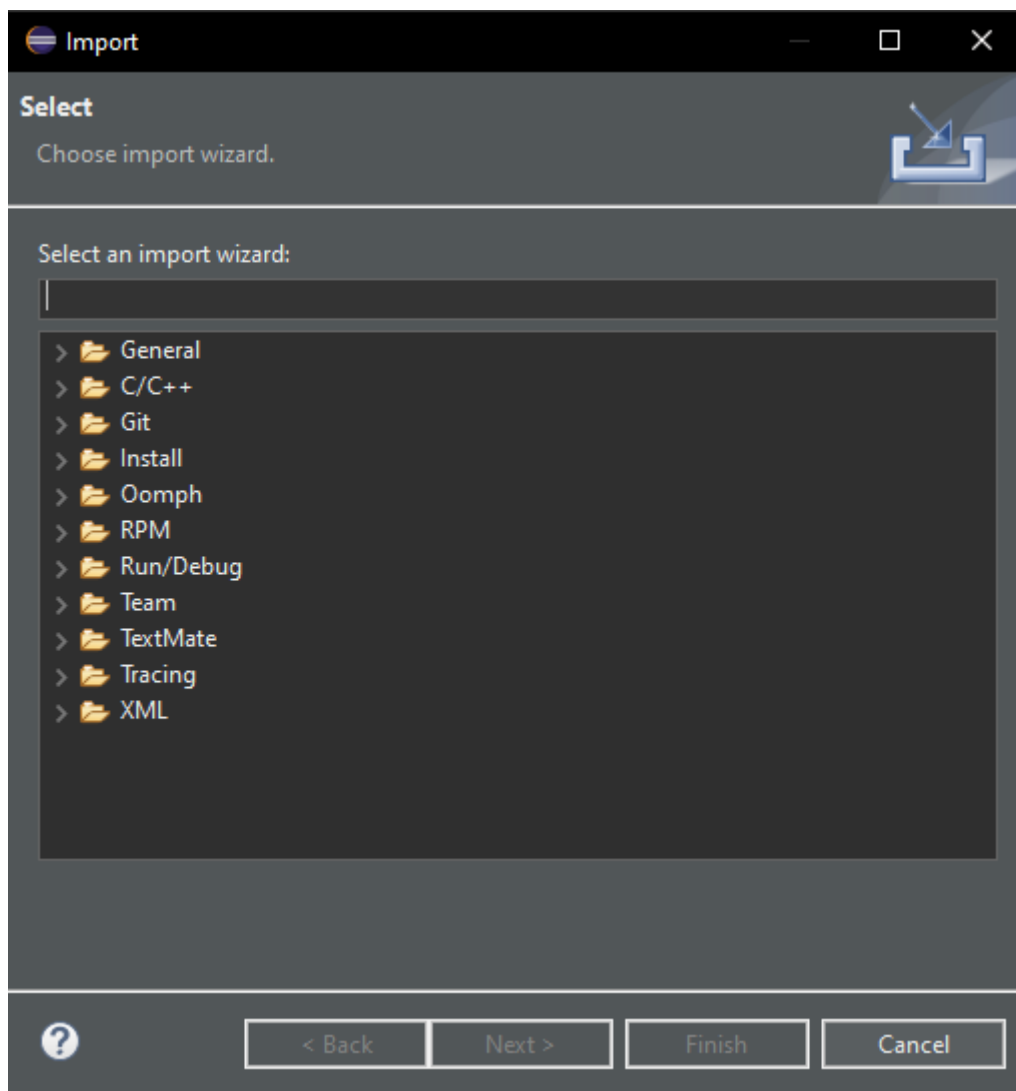 Import
Select
Choose import wizard.
Select an import wizard:
General
C/C++
Git
Install
Oomph
RPM
Run/Debug
Team
TextMate
Tracing
XML
? < Back Next > Finish Cancel